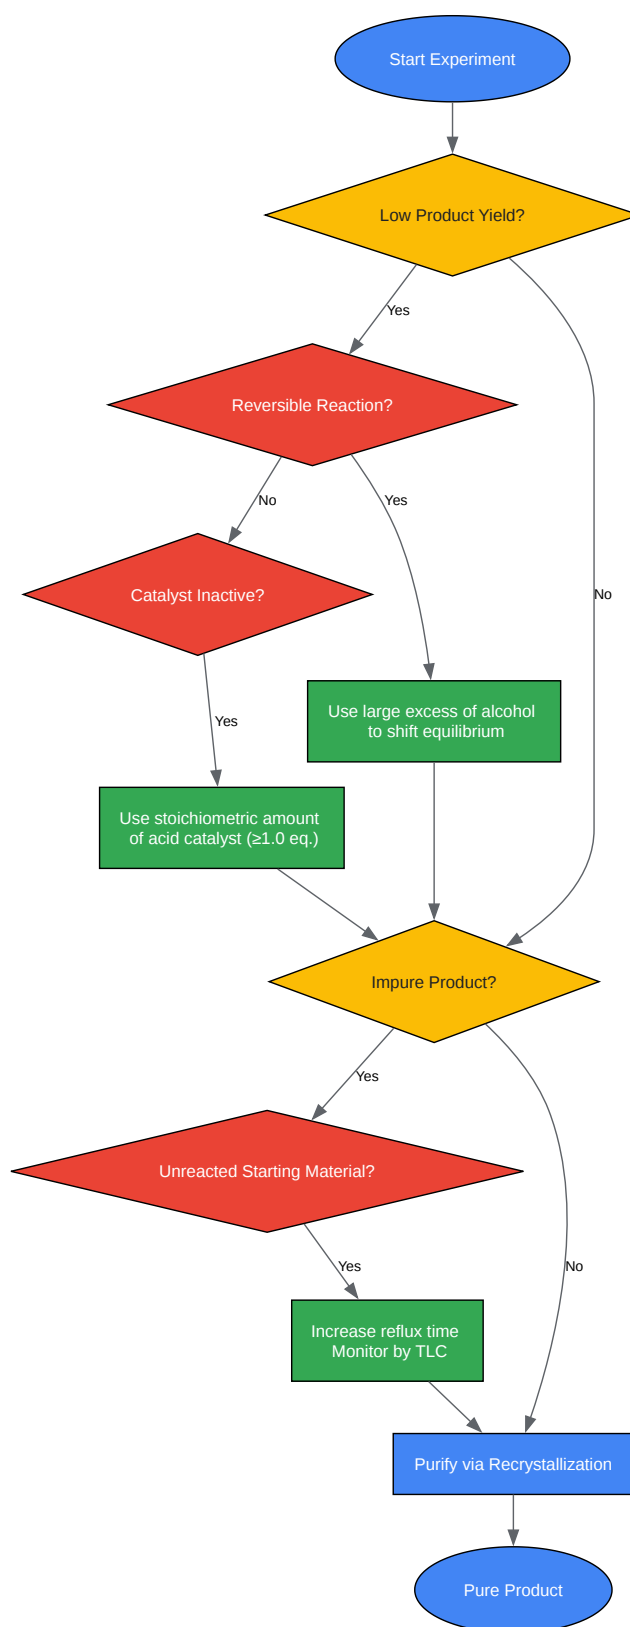 Start Experiment
Low Product Yield?
Yes
Reversible Reaction?
No
Yes
Catalyst Inactive?
No
Use large excess of alcohol
to shift equilibrium
Yes
Use stoichiometric amount
of acid catalyst (≥1.0 eq.)
Impure Product?
Yes
Unreacted Starting Material?
Yes
No
Increase reflux time
Monitor by TLC
Purify via Recrystallization
Pure Product